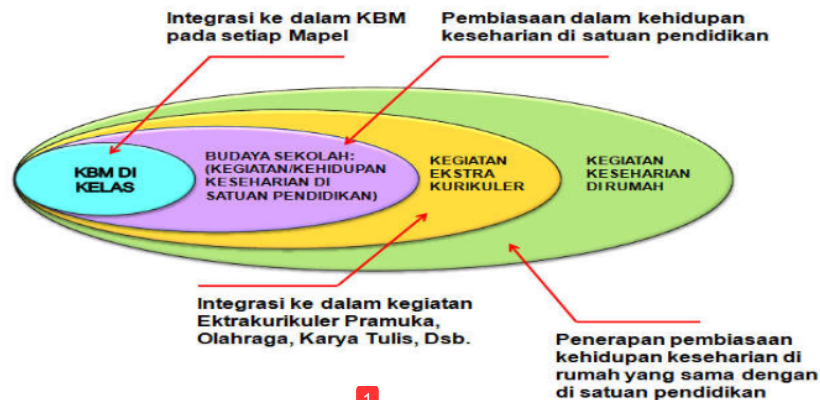 Integrasi ke dalam KBM
pada setiap Mapel
Pembiasaan dalam kehidupan
keseharian di satuan pendidikan
KBM DI
KELAS
BUDAYA SEKOLAH:
(KEGIATAN/KEHIDUPAN
KESEHARIAN DI
SATUAN PENDIDIKAN)
KEGIATAN
EKSTRA
KURIKULER
KEGIATAN
KESEHARIAN
DI RUMAH
Integrasi ke dalam kegiatan
Ektrakurikuler Pramuka,
Olahraga, Karya Tulis, Dsb.
Penerapan pembiasaan
kehidupan keseharian di
rumah yang sama dengan
di satuan pendidikan
1